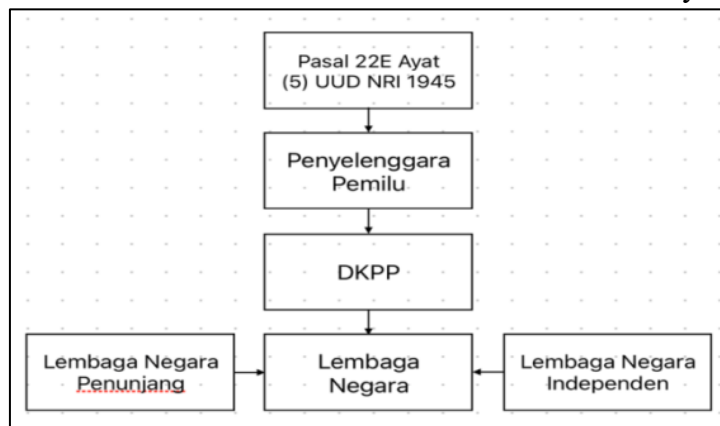 Pasal 22E Ayat
(5) UUD NRI 1945
Penyelenggara
Pemilu
DKPP
Lembaga Negara
Penunjang
Lembaga
Negara
Lembaga Negara
Independen